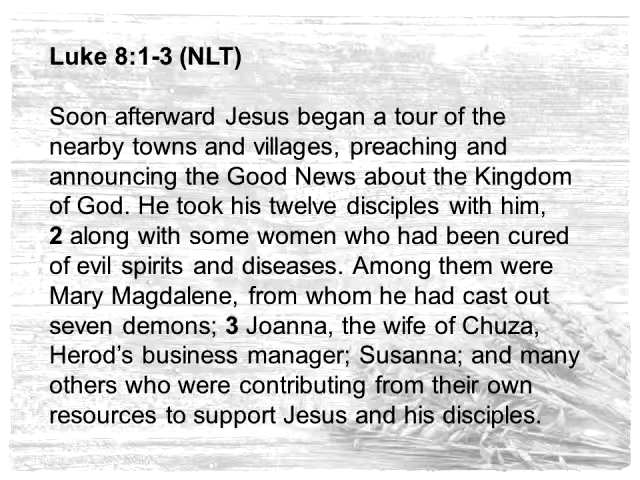 Luke 8:1-3 (NLT)
Soon afterward Jesus began a tour of the
nearby towns and villages, preaching and
announcing the Good News about the Kingdom
of God. He took his twelve disciples with him,
2 along with some women who had been cured
of evil spirits and diseases. Among them were
Mary Magdalene, from whom he had cast out
seven demons; 3 Joanna, the wife of Chuza,
Herod’s business manager; Susanna; and many
others who were contributing from their own
resources to support Jesus and his disciples.